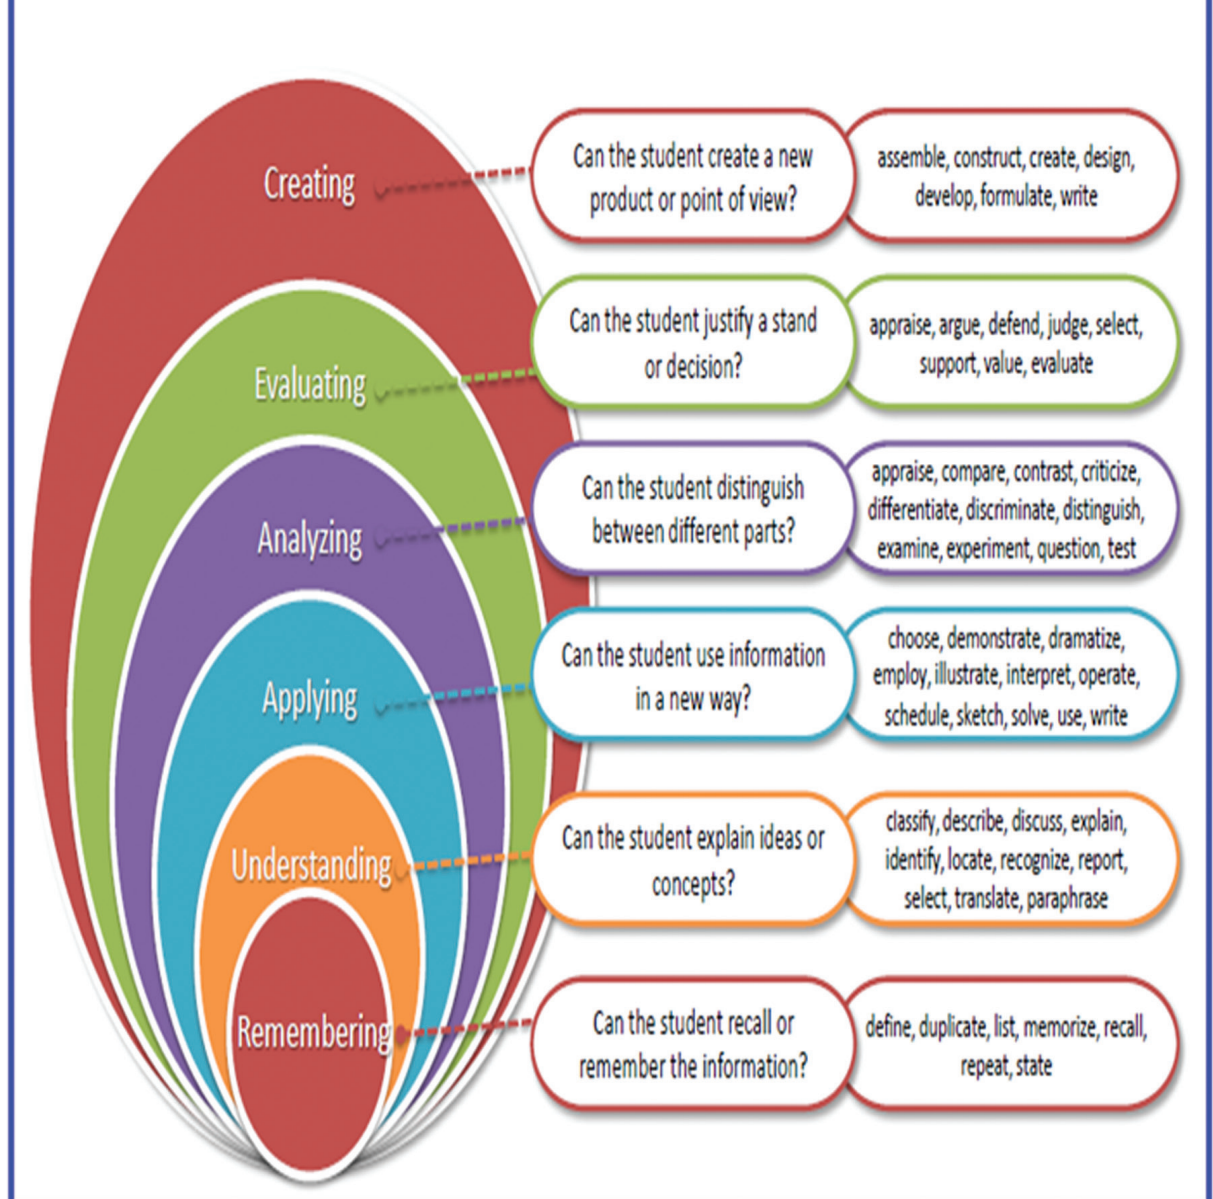 Creating
Can the student create a new
product or point of view?
assemble, construct, create, design,
develop, formulate, write
Evaluating
Can the student justify a stand
or decision?
appraise, argue, defend, judge, select,
support, value, evaluate
Analyzing
Can the student distinguish
between different parts?
appraise, compare, contrast, criticize,
differentiate, discriminate, distinguish,
examine, experiment, question, test
Applying
Can the student use information
in a new way?
choose, demonstrate, dramatize,
employ, illustrate, interpret, operate,
schedule, sketch, solve, use, write
Understanding
Can the student explain ideas or
concepts?
classify, describe, discuss, explain,
identify, locate, recognize, report,
select, translate, paraphrase
Remembering
Can the student recall or
remember the information?
define, duplicate, list, memorize, recall,
repeat, state